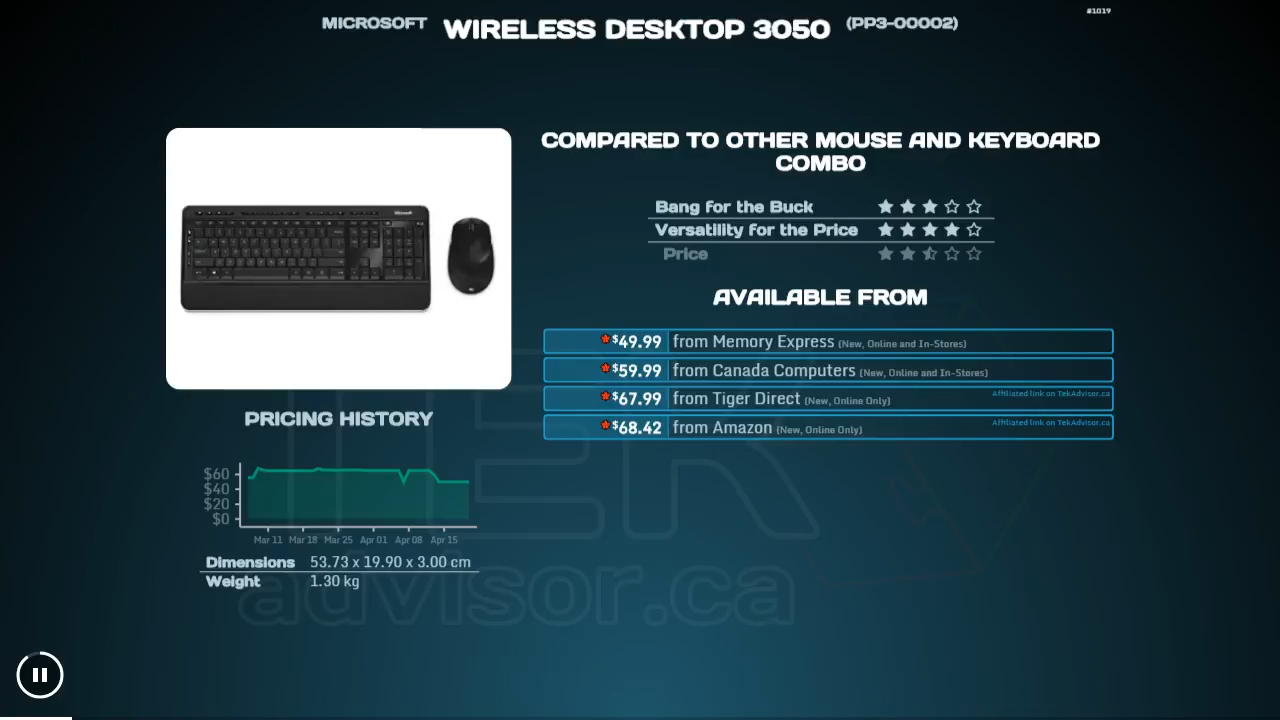 #1019
MICROSOFT WIRELESS DESKTOP 3050 (PP3-00002)
COMPARED TO OTHER MOUSE AND KEYBOARD
COMBO
Bang for the Buck
Versatility for the Price
Price
AVAILABLE FROM
$49.99 from Memory Express (New, Online and In-Stores)
$59.99 from Canada Computers (New, Online and In-Stores)
$67.99 from Tiger Direct (New, Online Only) Affiliated link on TekAdvisor.ca
$68.42 from Amazon (New, Online Only) Affiliated link on TekAdvisor.ca
Microsoft
PRICING HISTORY
$60
$40
$20
$0
Mar 11 Mar 18 Mar 25 Apr 01 Apr 08 Apr 15
Dimensions 53.73 x 19.90 x 3.00 cm
Weight 1.30 kg
TEK
advisor.ca